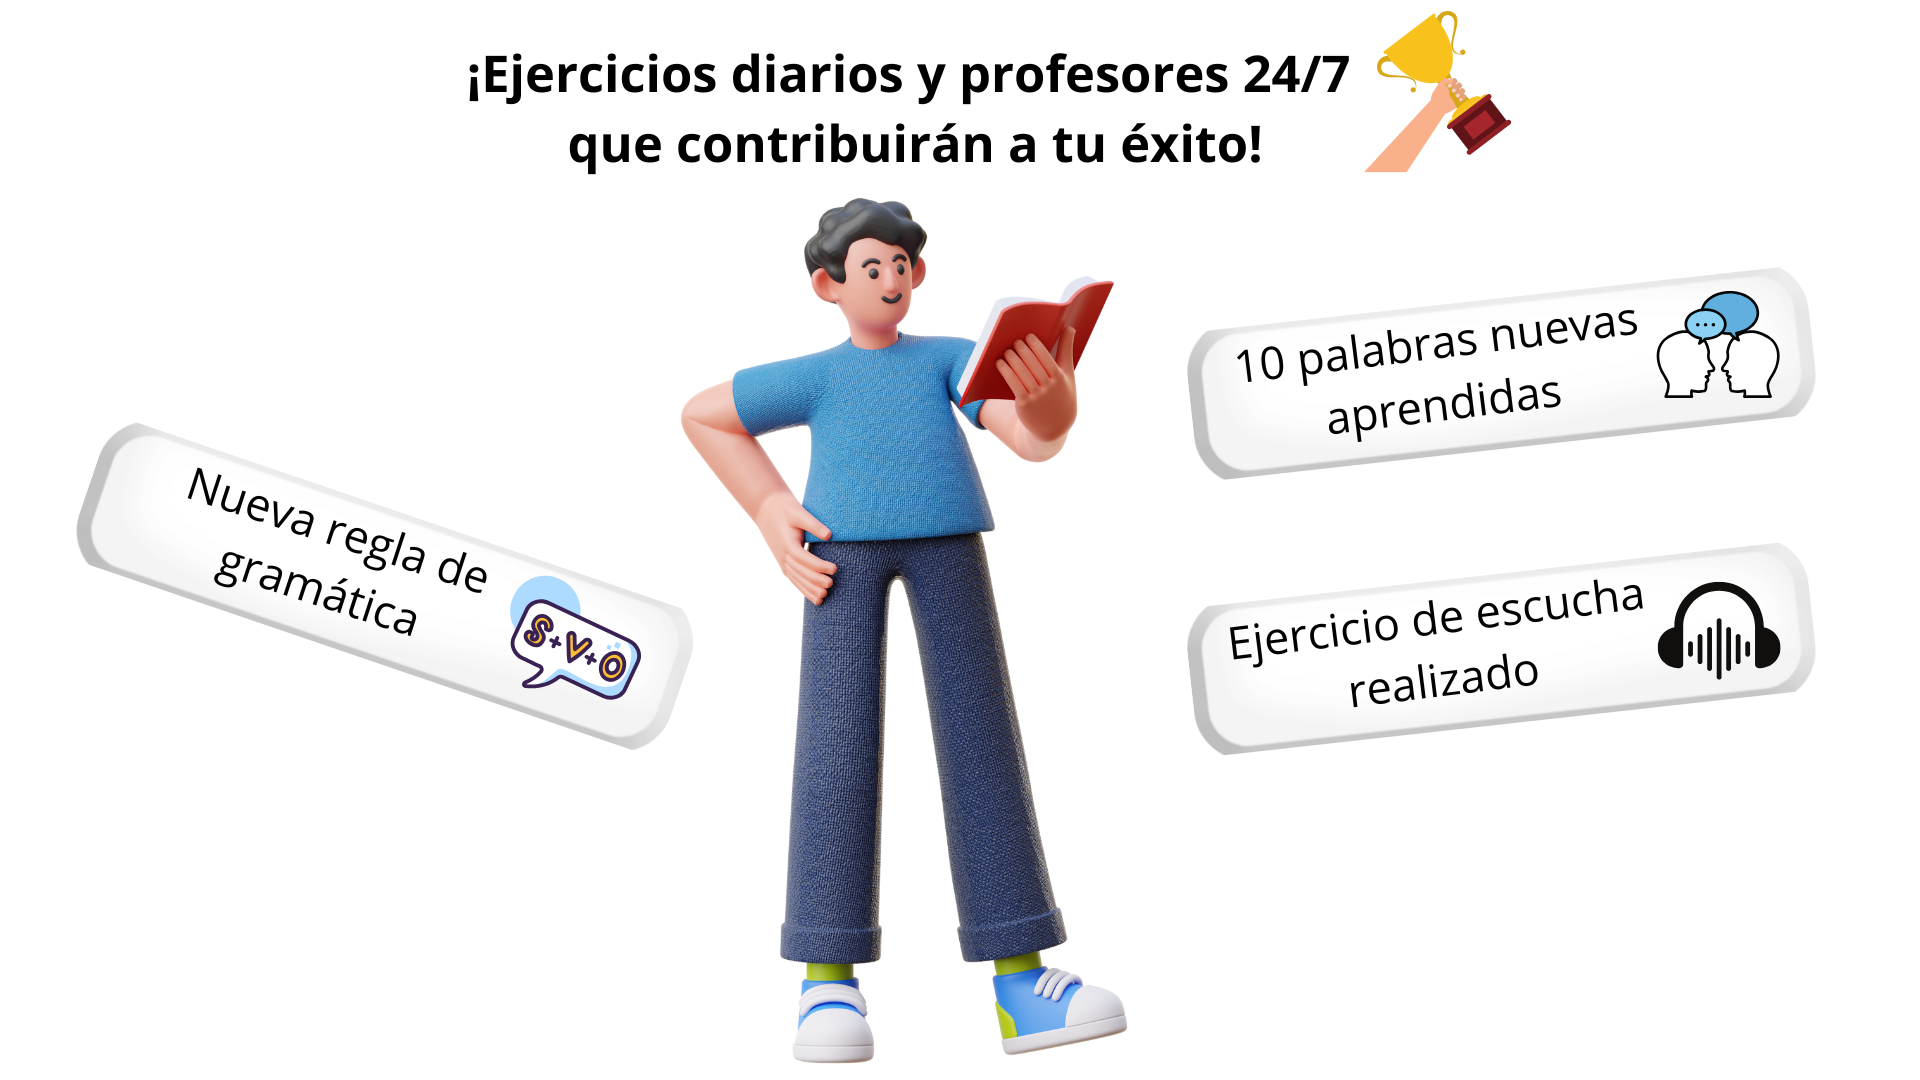 ¡Ejercicios diarios y profesores 24/7
que contribuirán a tu éxito!
Nueva regla de
gramática
S+V+O
10 palabras nuevas
aprendidas
Ejercicio de escucha
realizado